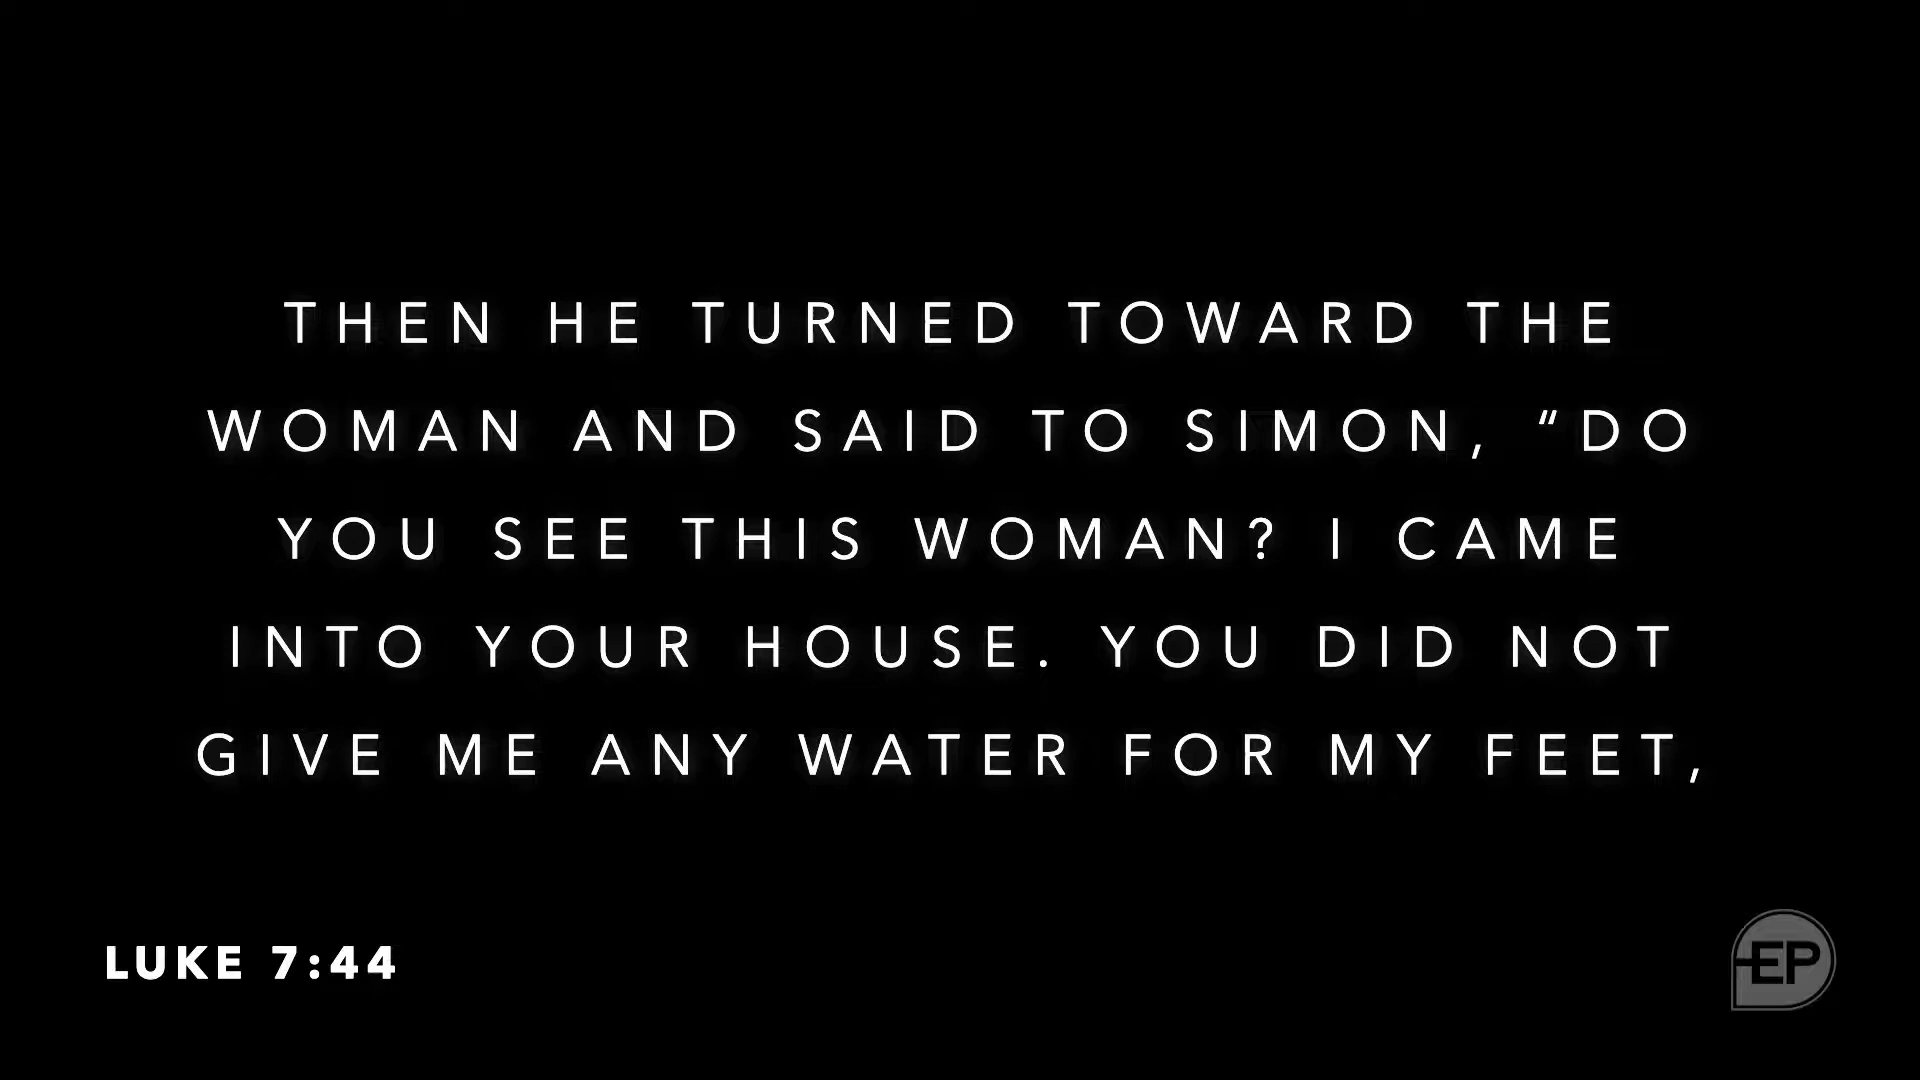 THEN HE TURNED TOWARD THE
WOMAN AND SAID TO SIMON, “DO
YOU SEE THIS WOMAN? I CAME
INTO YOUR HOUSE. YOU DID NOT
GIVE ME ANY WATER FOR MY FEET,
LUKE 7:44
EP